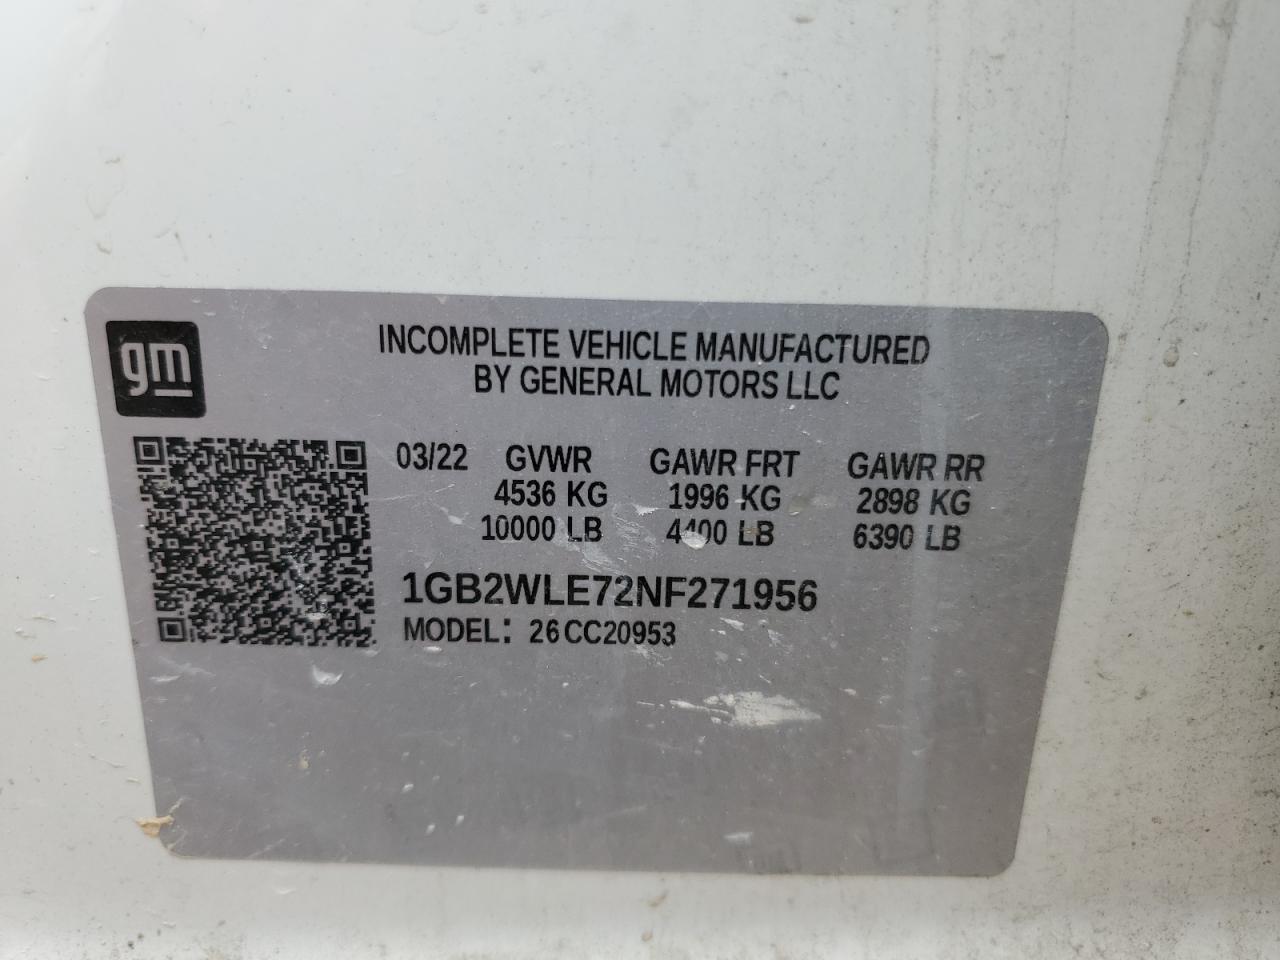 gm
INCOMPLETE VEHICLE MANUFACTURED
BY GENERAL MOTORS LLC
03/22 GVWR GAWR FRT GAWR RR
4536 KG 1996 KG 2898 KG
10000 LB 4400 LB 6390 LB
1GB2WLE72NF271956
MODEL: 26CC20953